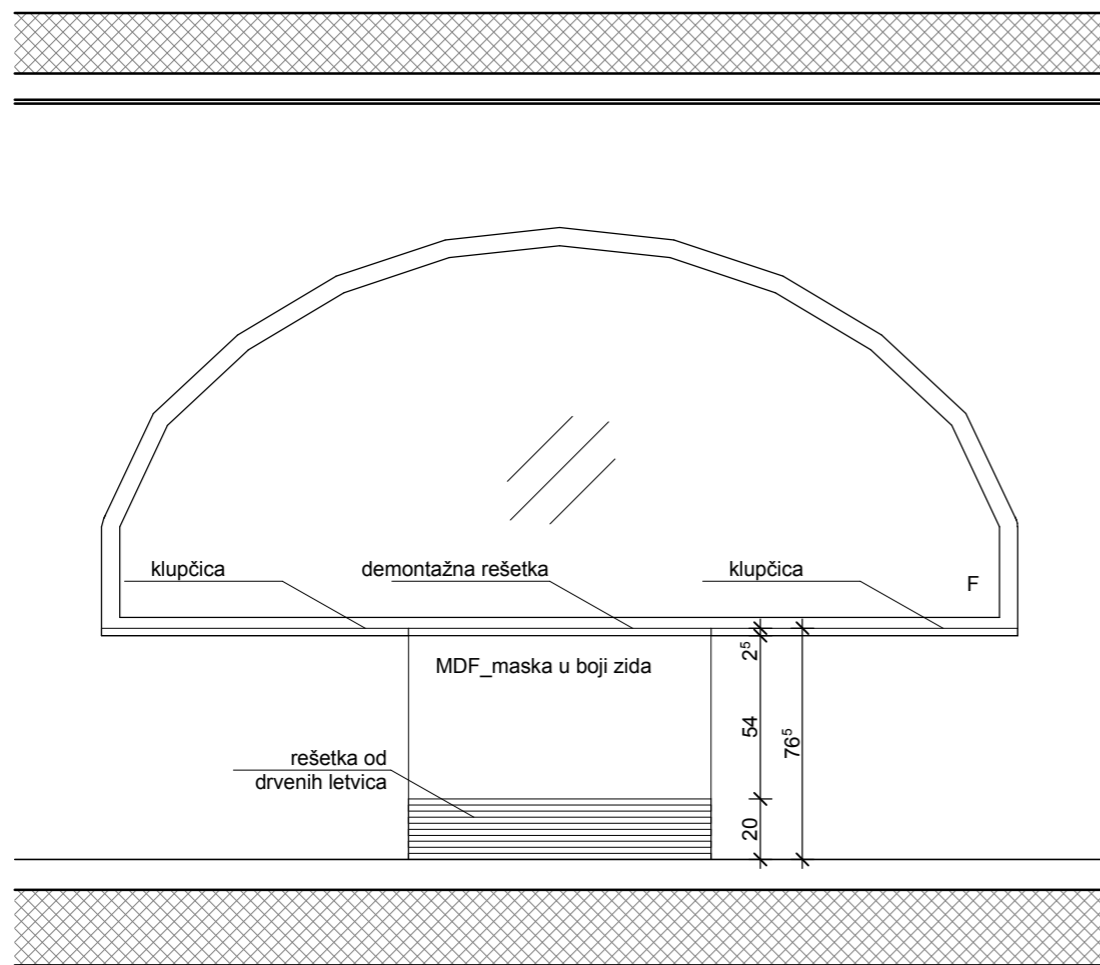 klupčica
demontažna rešetka
klupčica
F
MDF_maska u boji zida
2⁵
54
76⁵
rešetka od
drvenih letvica
20